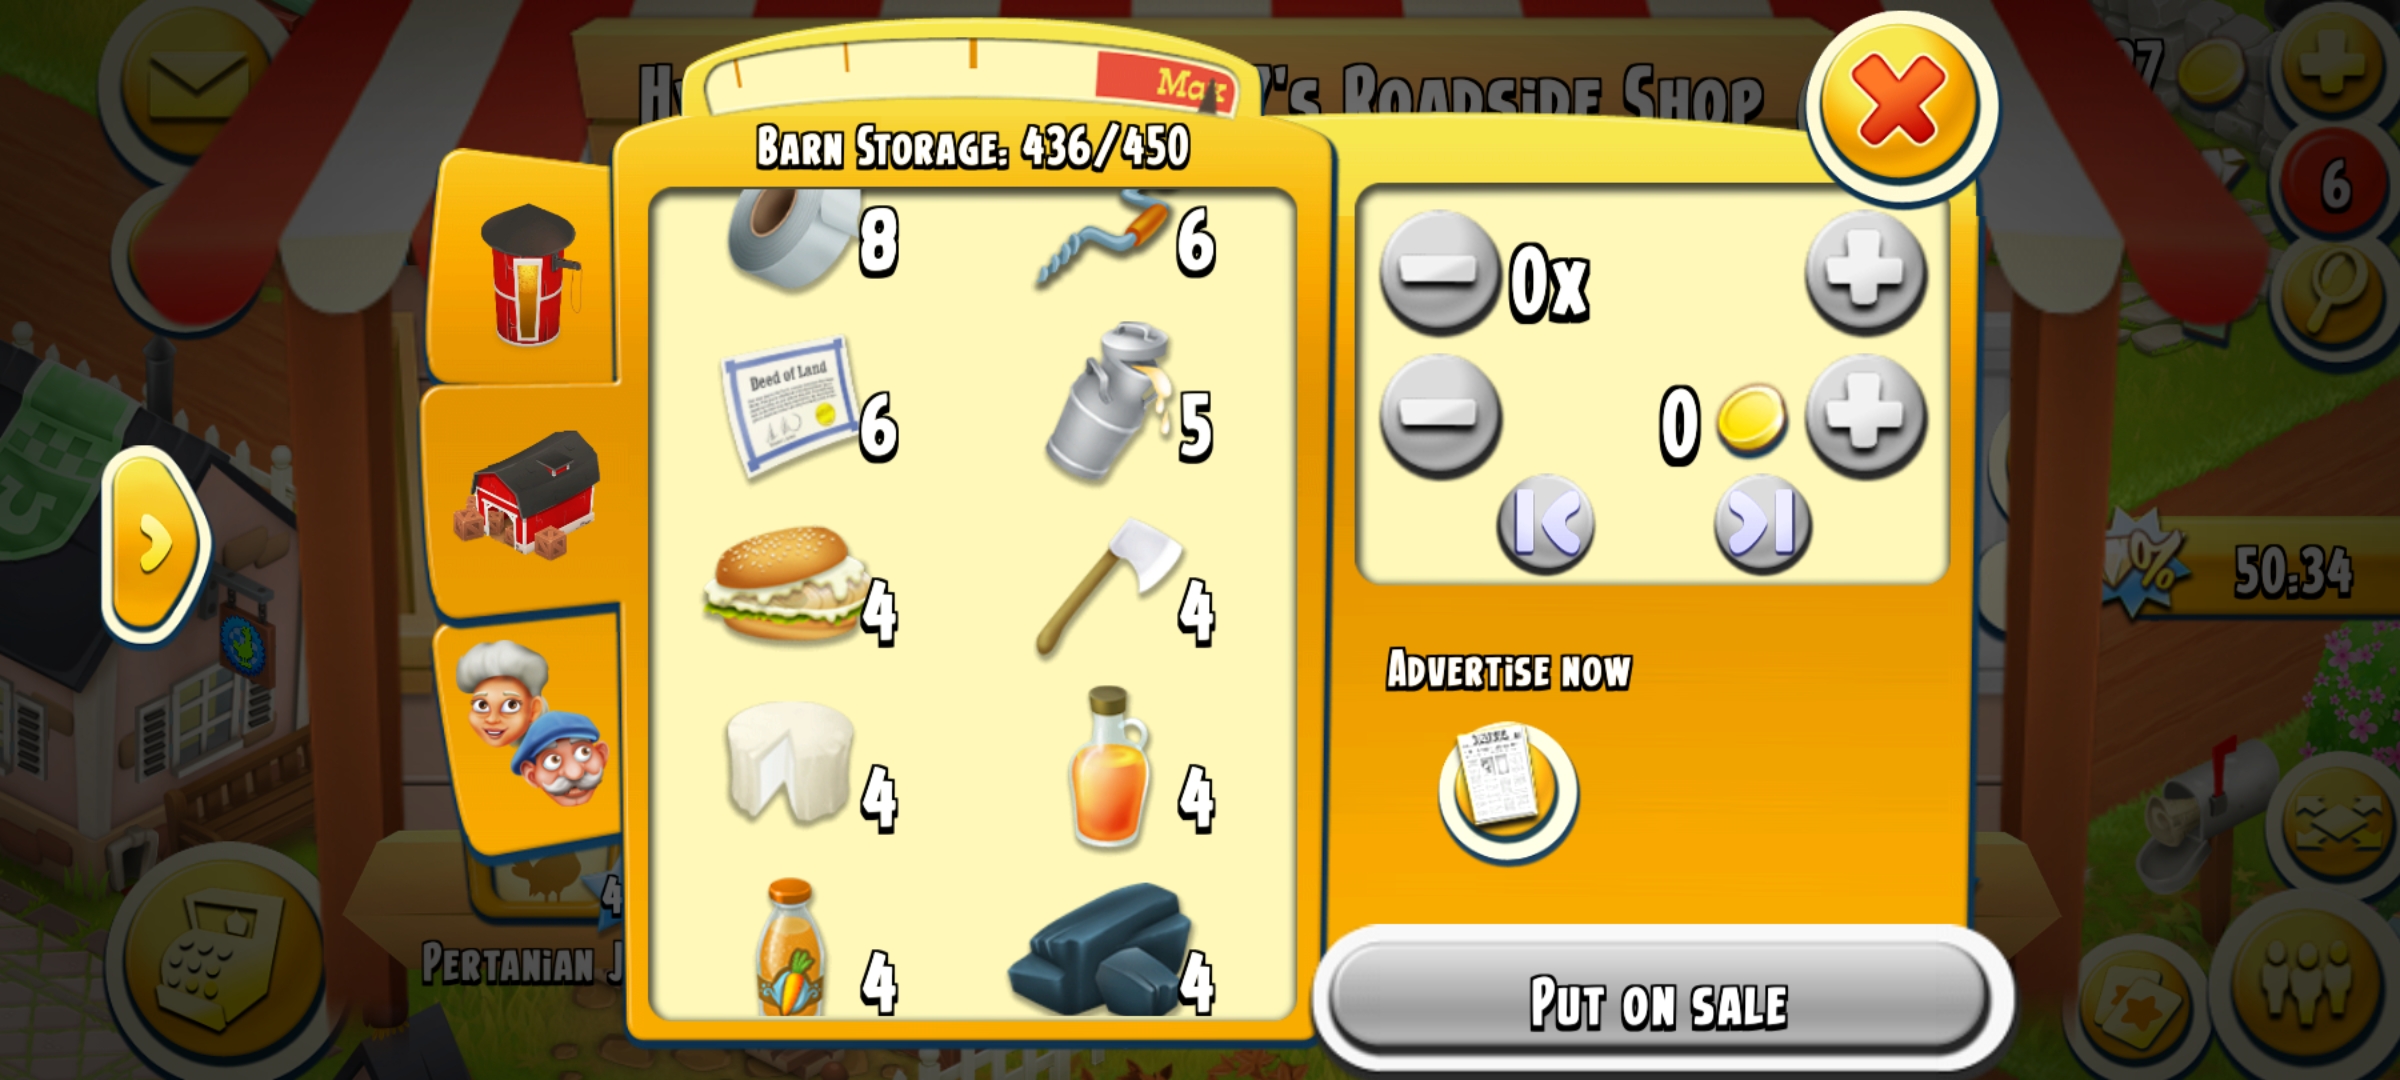 Max
'S ROADSIDE SHOP
BARN STORAGE: 436/450
8
6
6
Deed of Land
6
5
4
4
4
4
4
4
0x
0
50:34
ADVERTISE NOW
PERTANIAN J
PUT ON SALE